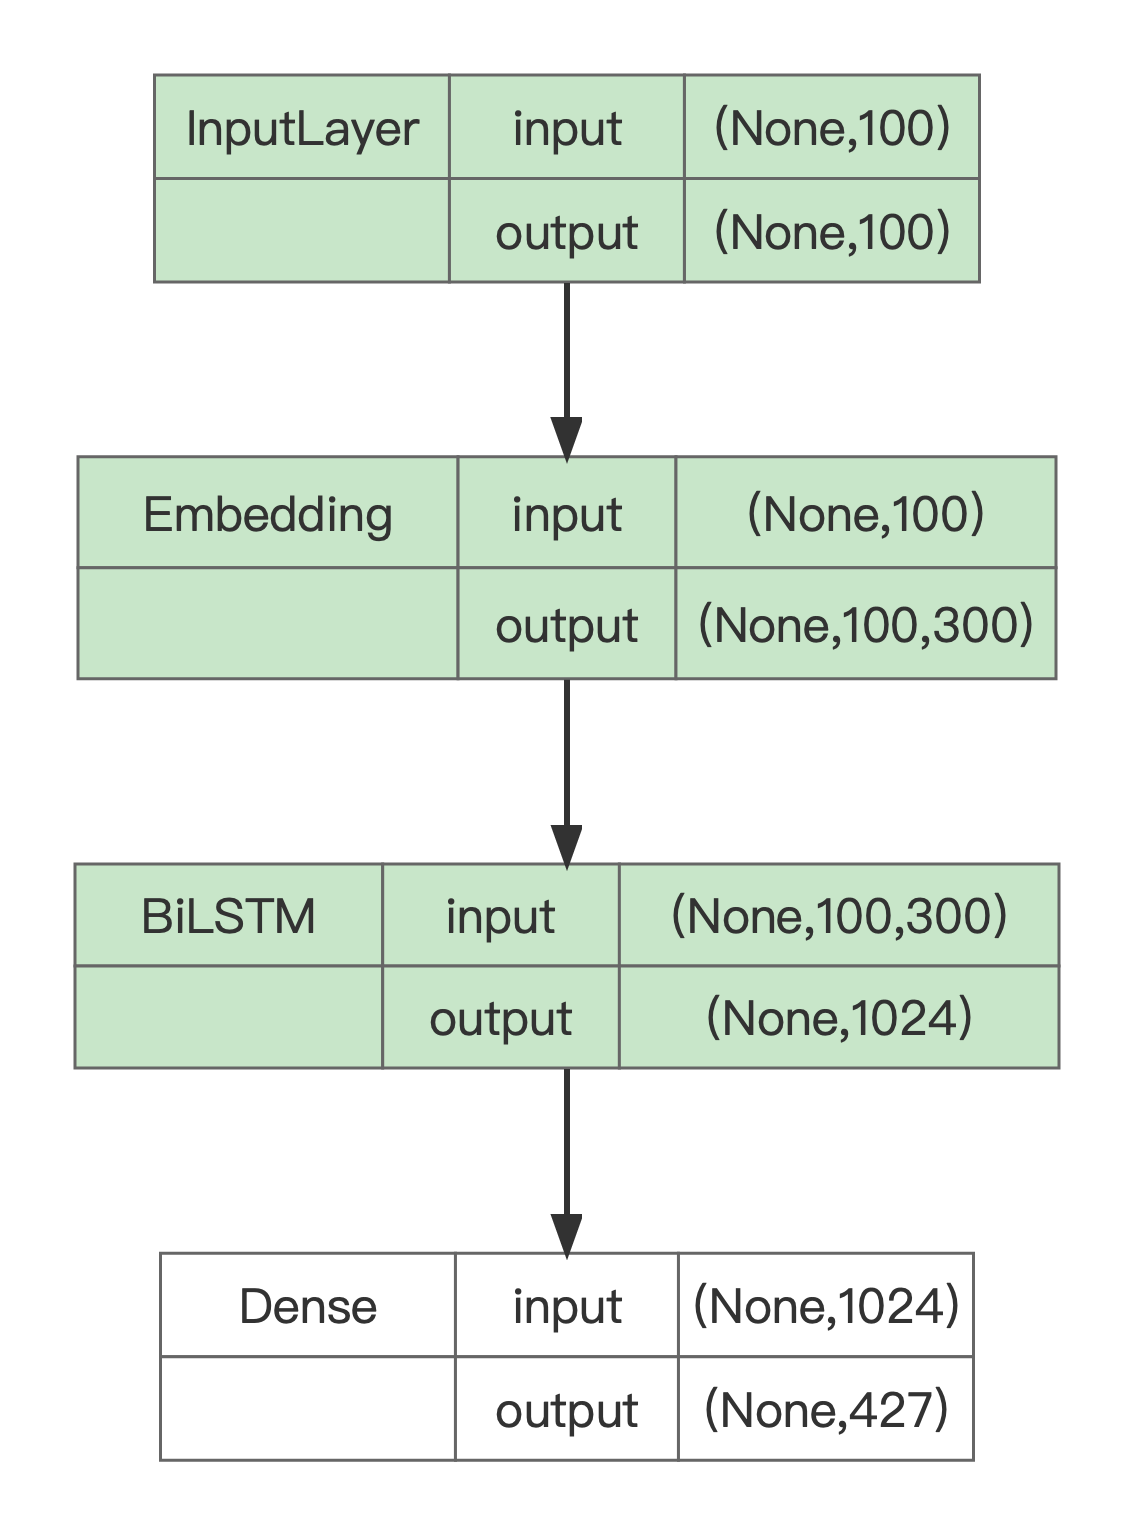 InputLayer input (None,100)
output (None,100)
Embedding input (None,100)
output (None,100,300)
BiLSTM input (None,100,300)
output (None,1024)
Dense input (None,1024)
output (None,427)